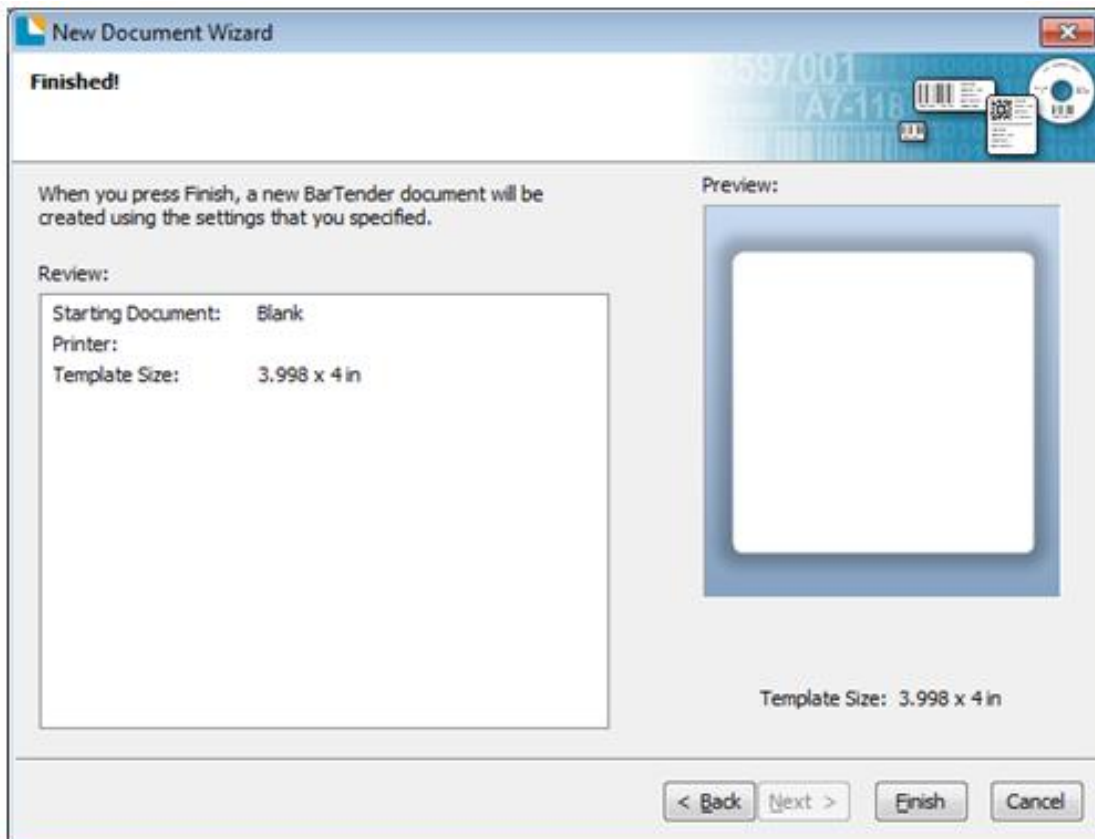 New Document Wizard
Finished!
3597001
A7-118
When you press Finish, a new BarTender document will be
created using the settings that you specified.
Preview:
Review:
Starting Document: Blank
Printer:
Template Size: 3.998 x 4 in
Template Size: 3.998 x 4 in
< Back
Next >
Finish
Cancel